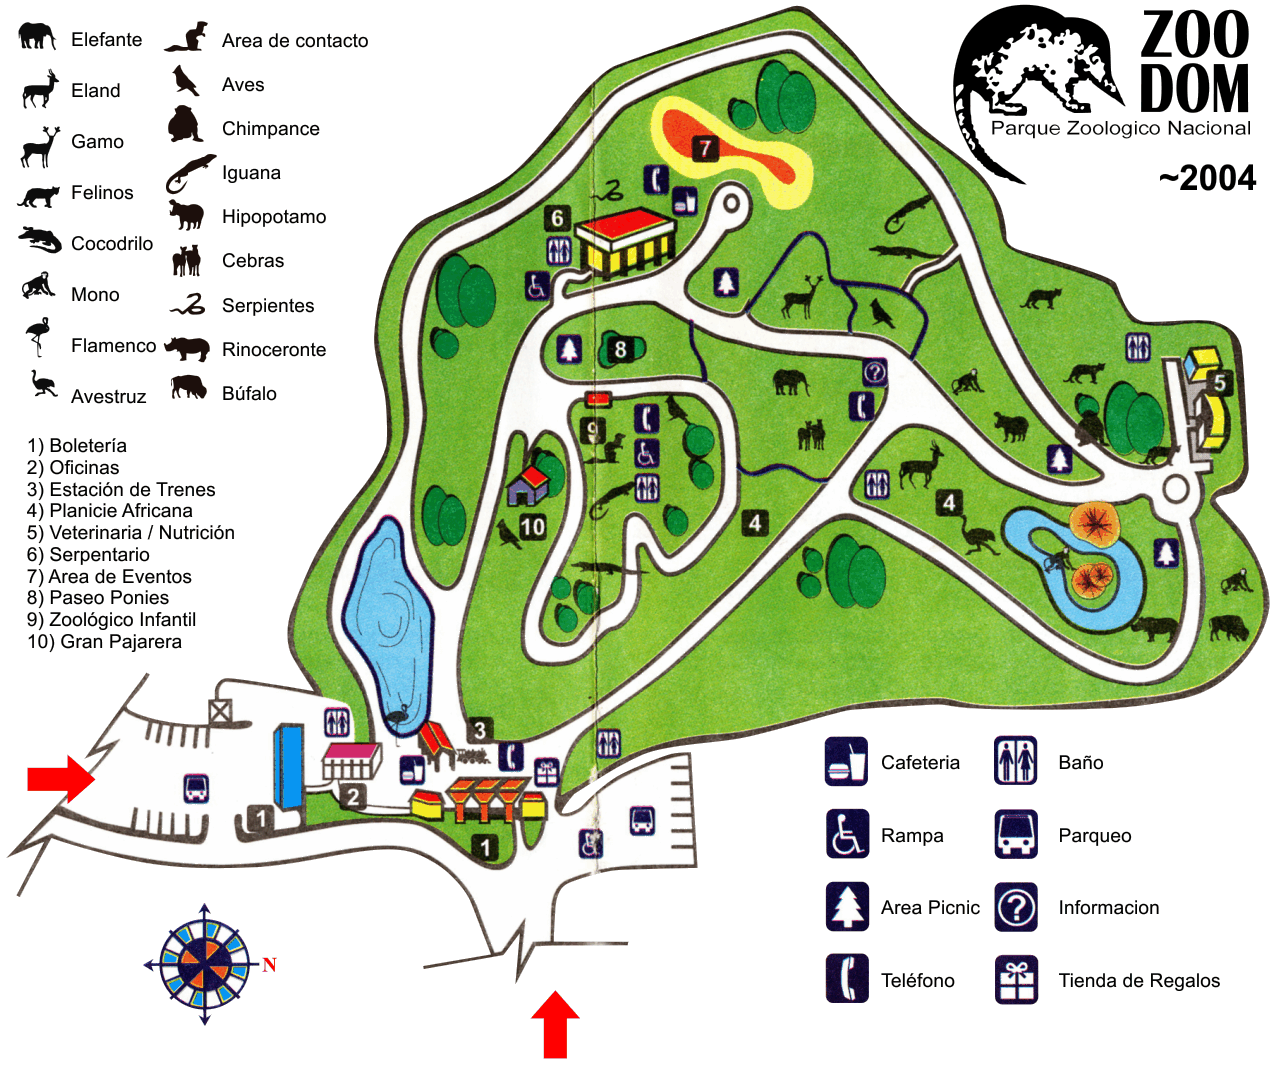 Elefante
Eland
Gamo
Felinos
Cocodrilo
Mono
Flamenco
Avestruz
Area de contacto
Aves
Chimpance
Iguana
Hipopotamo
Cebras
Serpientes
Rinoceronte
Búfalo
1) Boletería
2) Oficinas
3) Estación de Trenes
4) Planicie Africana
5) Veterinaria / Nutrición
6) Serpentario
7) Area de Eventos
8) Paseo Ponies
9) Zoológico Infantil
10) Gran Pajarera
ZOO
DOM
Parque Zoologico Nacional
~2004
7
6
8
5
9
10
4
4
?
3
2
1
1
N
Cafeteria
Rampa
Area Picnic
Teléfono
Baño
Parqueo
? Informacion
Tienda de Regalos